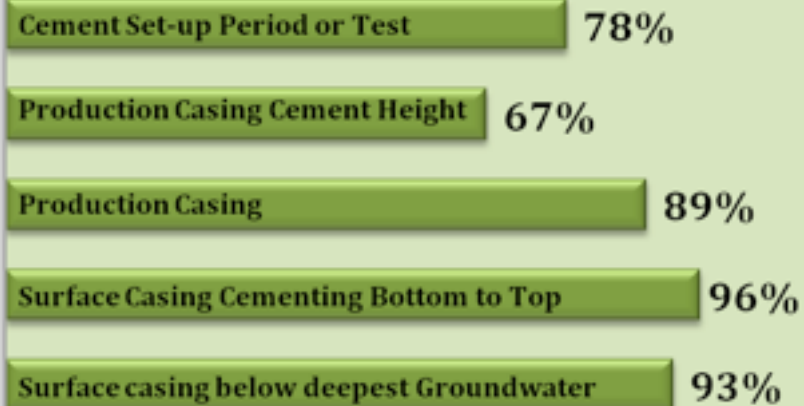 Cement Set-up Period or Test 78%
Production Casing Cement Height 67%
Production Casing 89%
Surface Casing Cementing Bottom to Top 96%
Surface casing below deepest Groundwater 93%